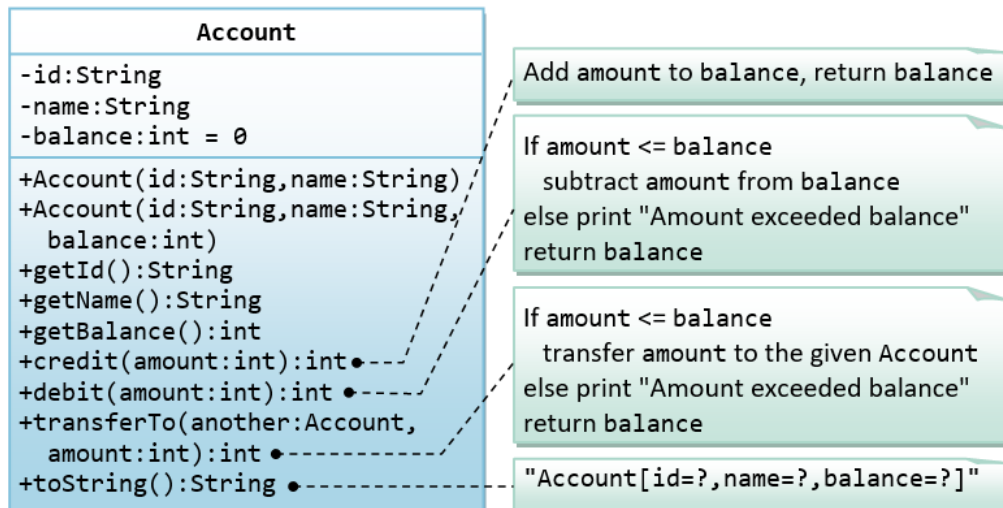 Account
-id:String
-name:String
-balance:int = 0
+Account(id:String,name:String)
+Account(id:String,name:String,
balance:int)
+getId():String
+getName():String
+getBalance():int
+credit(amount:int):int
+debit(amount:int):int
+transferTo(another:Account,
amount:int):int
+toString():String
Add amount to balance, return balance
If amount <= balance
subtract amount from balance
else print "Amount exceeded balance"
return balance
If amount <= balance
transfer amount to the given Account
else print "Amount exceeded balance"
return balance
"Account[id=?,name=?,balance=?]"